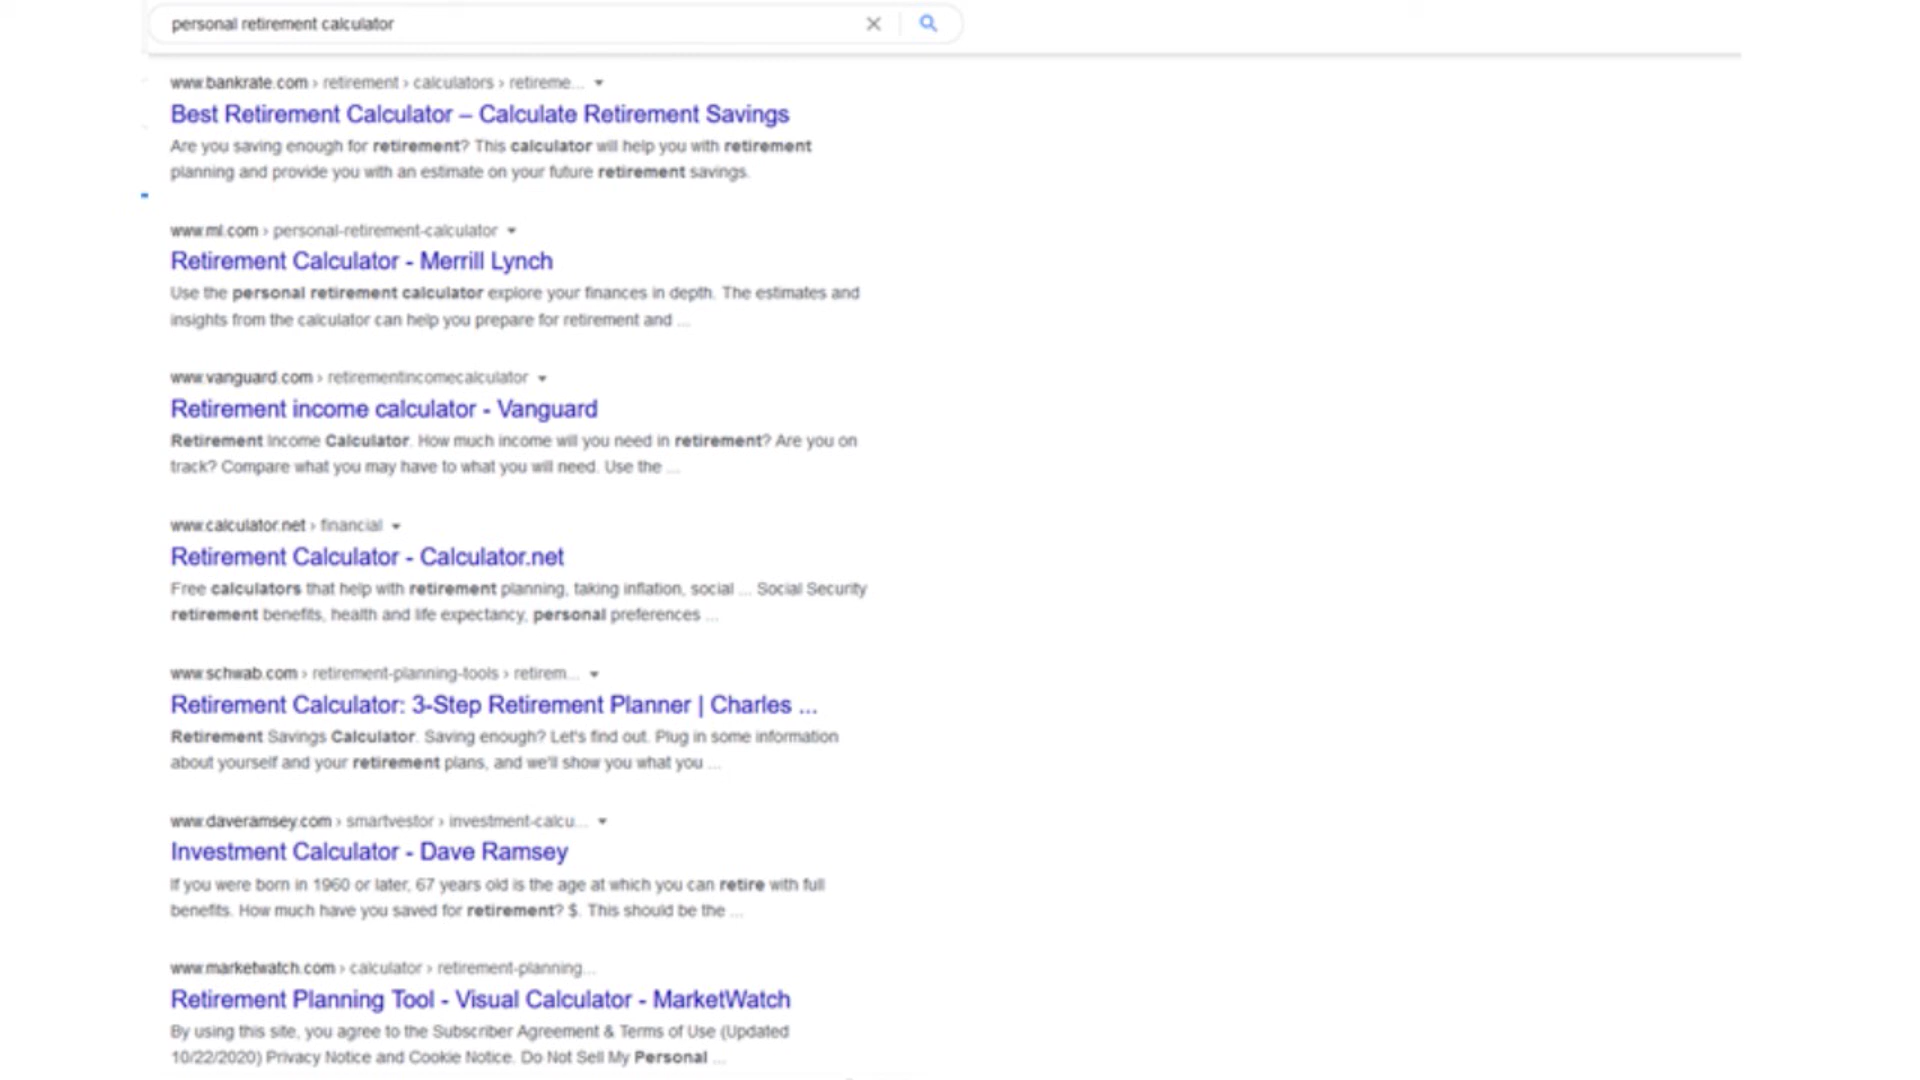 personal retirement calculator
www.bankrate.com › retirement › calculators › retireme...
Best Retirement Calculator – Calculate Retirement Savings
Are you saving enough for retirement? This calculator will help you with retirement
planning and provide you with an estimate on your future retirement savings.
www.ml.com › personal-retirement-calculator
Retirement Calculator - Merrill Lynch
Use the personal retirement calculator explore your finances in depth. The estimates and
insights from the calculator can help you prepare for retirement and ...
www.vanguard.com › retirementincomecalculator
Retirement income calculator - Vanguard
Retirement Income Calculator. How much income will you need in retirement? Are you on
track? Compare what you may have to what you will need. Use the ...
www.calculator.net › financial
Retirement Calculator - Calculator.net
Free calculators that help with retirement planning, taking inflation, social ... Social Security
retirement benefits, health and life expectancy, personal preferences ...
www.schwab.com › retirement-planning-tools › retirem...
Retirement Calculator: 3-Step Retirement Planner | Charles ...
Retirement Savings Calculator. Saving enough? Let's find out. Plug in some information
about yourself and your retirement plans, and we'll show you what you ...
www.daveramsey.com › smartvestor › investment-calcu...
Investment Calculator - Dave Ramsey
If you were born in 1960 or later, 67 years old is the age at which you can retire with full
benefits. How much have you saved for retirement? $. This should be the ...
www.marketwatch.com › calculator › retirement-planning...
Retirement Planning Tool - Visual Calculator - MarketWatch
By using this site, you agree to the Subscriber Agreement & Terms of Use (Updated
10/22/2020) Privacy Notice and Cookie Notice. Do Not Sell My Personal ...